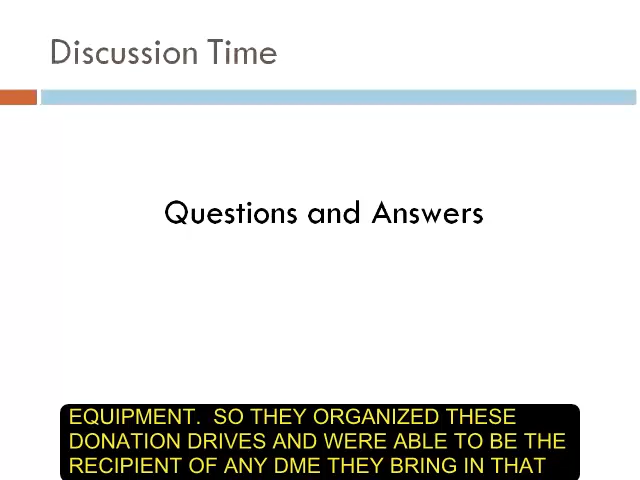 Discussion Time
Questions and Answers
EQUIPMENT.  SO THEY ORGANIZED THESE
DONATION DRIVES AND WERE ABLE TO BE THE
RECIPIENT OF ANY DME THEY BRING IN THAT